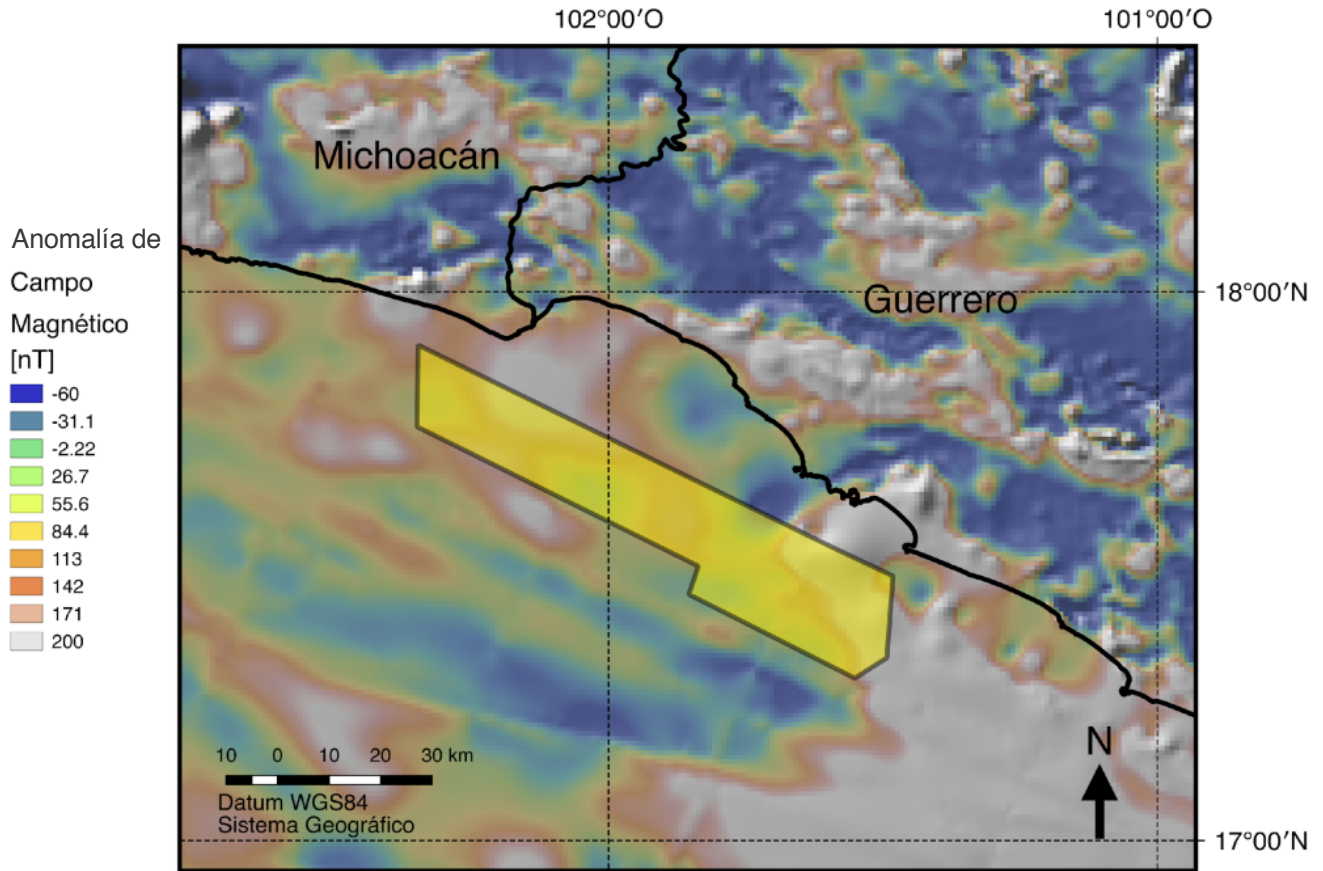 102°00′O
101°00′O
Michoacán
Anomalía de
Campo
Magnético
[nT]
-60
-31.1
-2.22
26.7
55.6
84.4
113
142
171
200
18°00′N
Guerrero
N
10 0 10 20 30 km
Datum WGS84
Sistema Geográfico
17°00′N